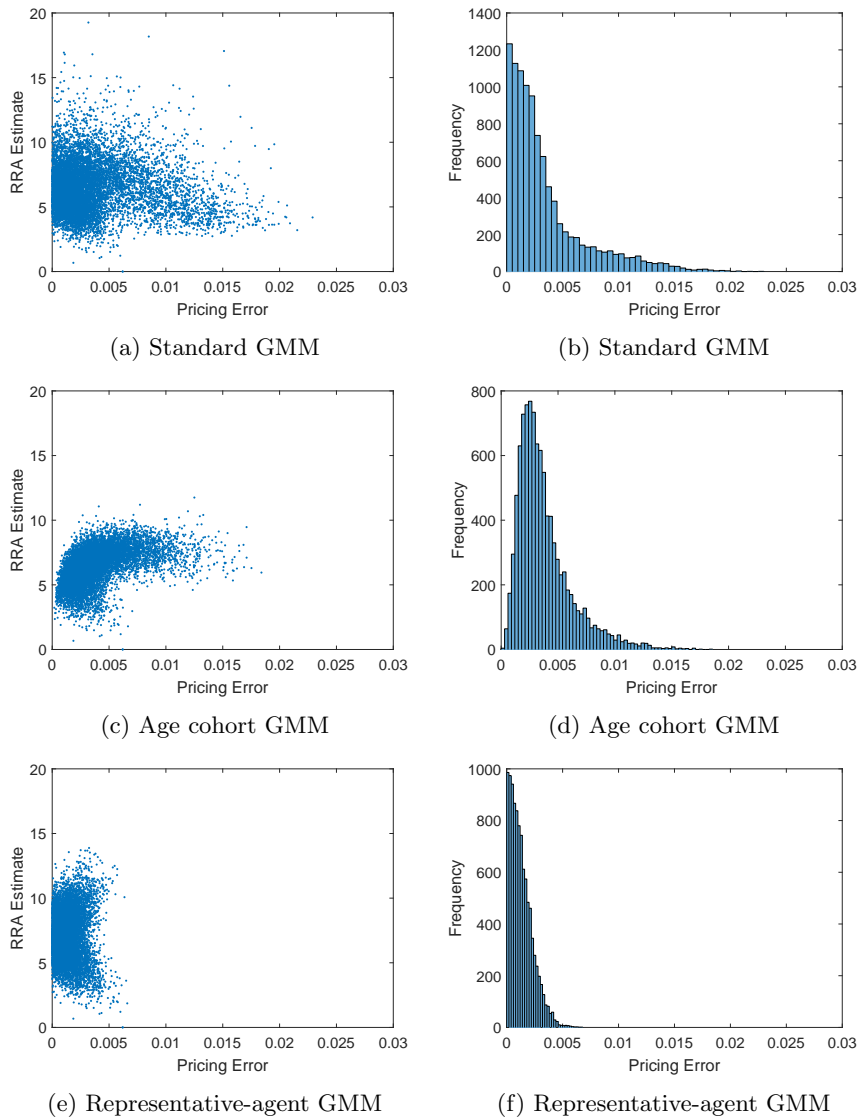 20
15
10
5
0
RRA Estimate
0 0.005 0.01 0.015 0.02 0.025 0.03
Pricing Error
(a) Standard GMM
1400
1200
1000
800
600
400
200
0
Frequency
0 0.005 0.01 0.015 0.02 0.025 0.03
Pricing Error
(b) Standard GMM
20
15
10
5
0
RRA Estimate
0 0.005 0.01 0.015 0.02 0.025 0.03
Pricing Error
(c) Age cohort GMM
800
600
400
200
0
Frequency
0 0.005 0.01 0.015 0.02 0.025 0.03
Pricing Error
(d) Age cohort GMM
20
15
10
5
0
RRA Estimate
0 0.005 0.01 0.015 0.02 0.025 0.03
Pricing Error
(e) Representative-agent GMM
1000
800
600
400
200
0
Frequency
0 0.005 0.01 0.015 0.02 0.025 0.03
Pricing Error
(f) Representative-agent GMM